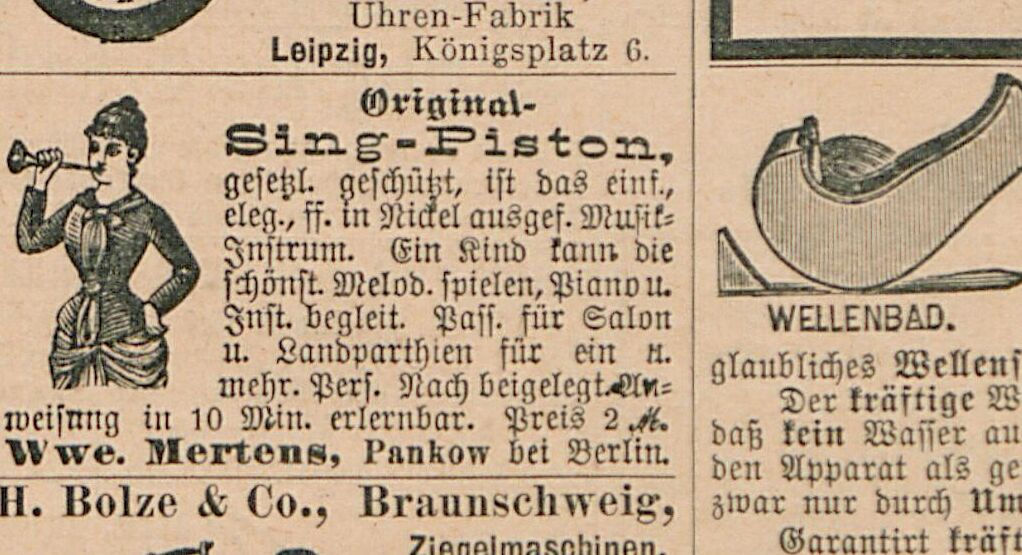 Uhren-Fabrik
Leipzig, Königsplatz 6.
Original-
Sing-Piston,
gesetzl. geschützt, ist das einf.,
eleg., ff. in Nickel ausgef. Musik-
Instrum. Ein Kind kann die
schönst. Melod. spielen, Piano u.
Inst. begleit. Pass. für Salon
u. Landparthien für ein u.
mehr. Pers. Nach beigelegt. An-
weisung in 10 Min. erlernbar. Preis 2 M.
Wwe. Mertens, Pankow bei Berlin.
H. Bolze & Co., Braunschweig,
Ziegelmaschinen.
WELLENBAD.
glaubliches Wellens
Der kräftige W
daß kein Wasser au
den Apparat als ge
zwar nur durch Um
Garantirt kräft